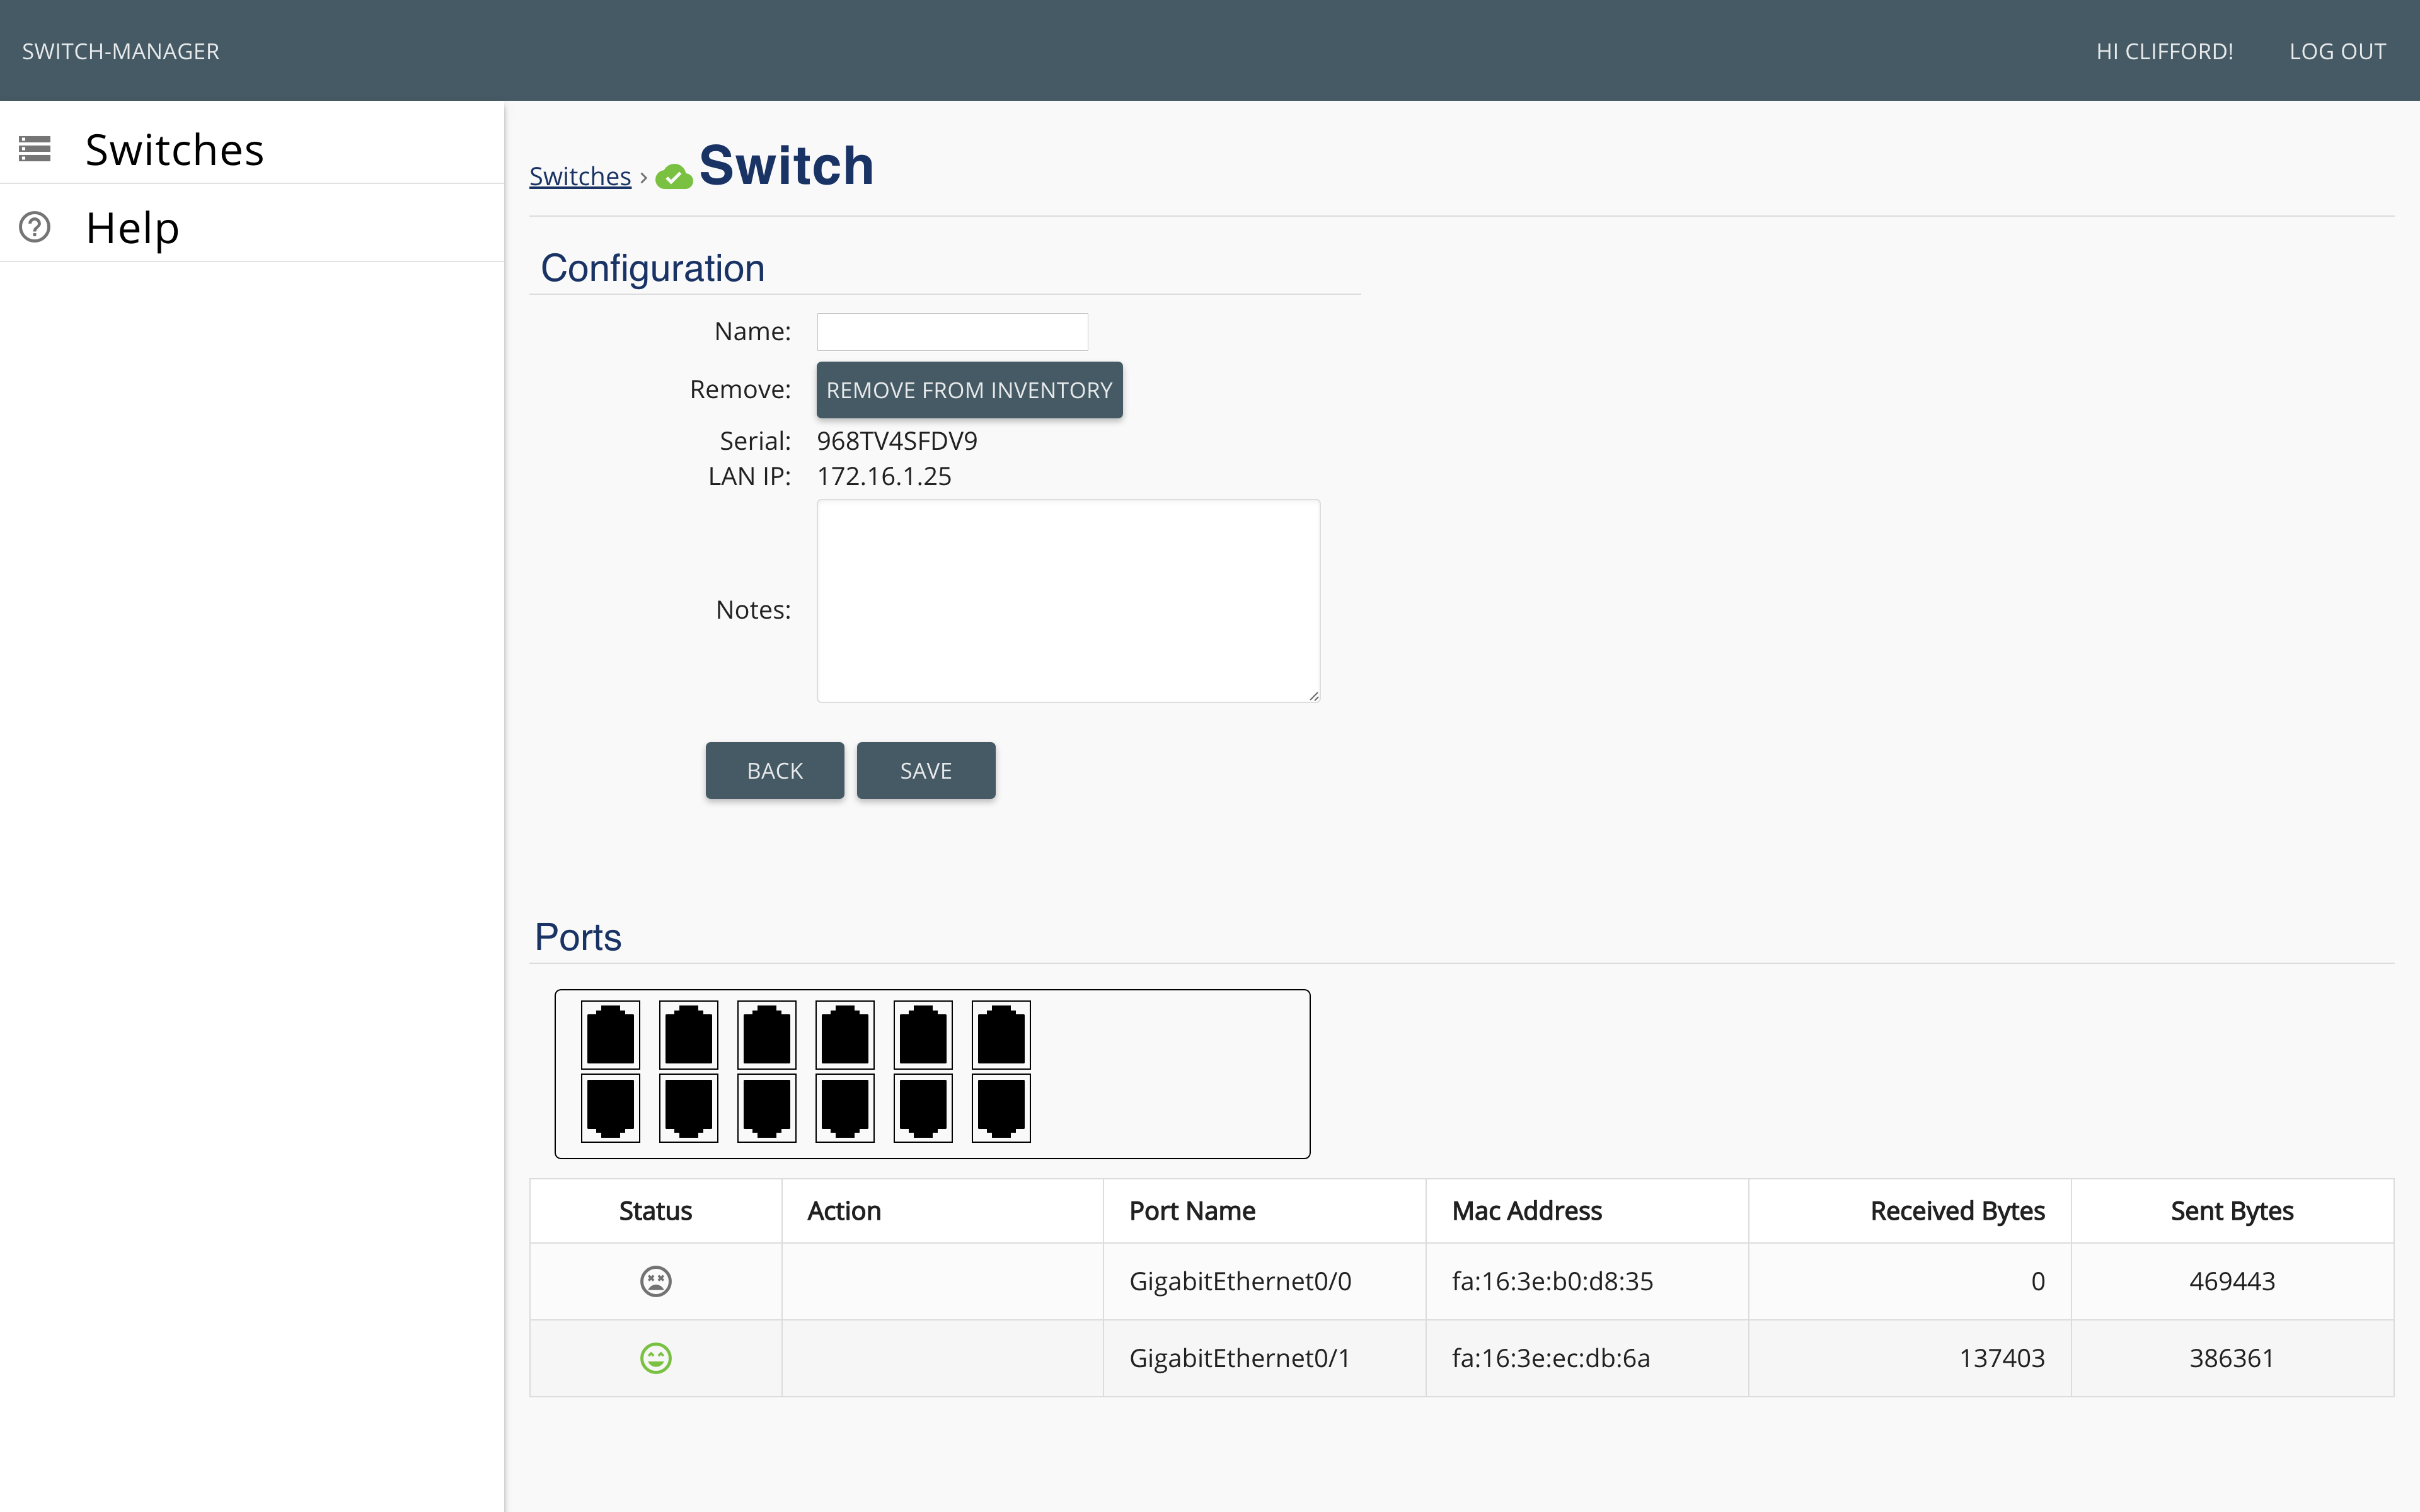 SWITCH-MANAGER HI CLIFFORD! LOG OUT
Switches
Help
Switches › Switch
Configuration
Name:
Remove: REMOVE FROM INVENTORY
Serial: 968TV4SFDV9
LAN IP: 172.16.1.25
Notes:
BACK SAVE
Ports
Status Action Port Name Mac Address Received Bytes Sent Bytes
GigabitEthernet0/0 fa:16:3e:b0:d8:35 0 469443
GigabitEthernet0/1 fa:16:3e:ec:db:6a 137403 386361